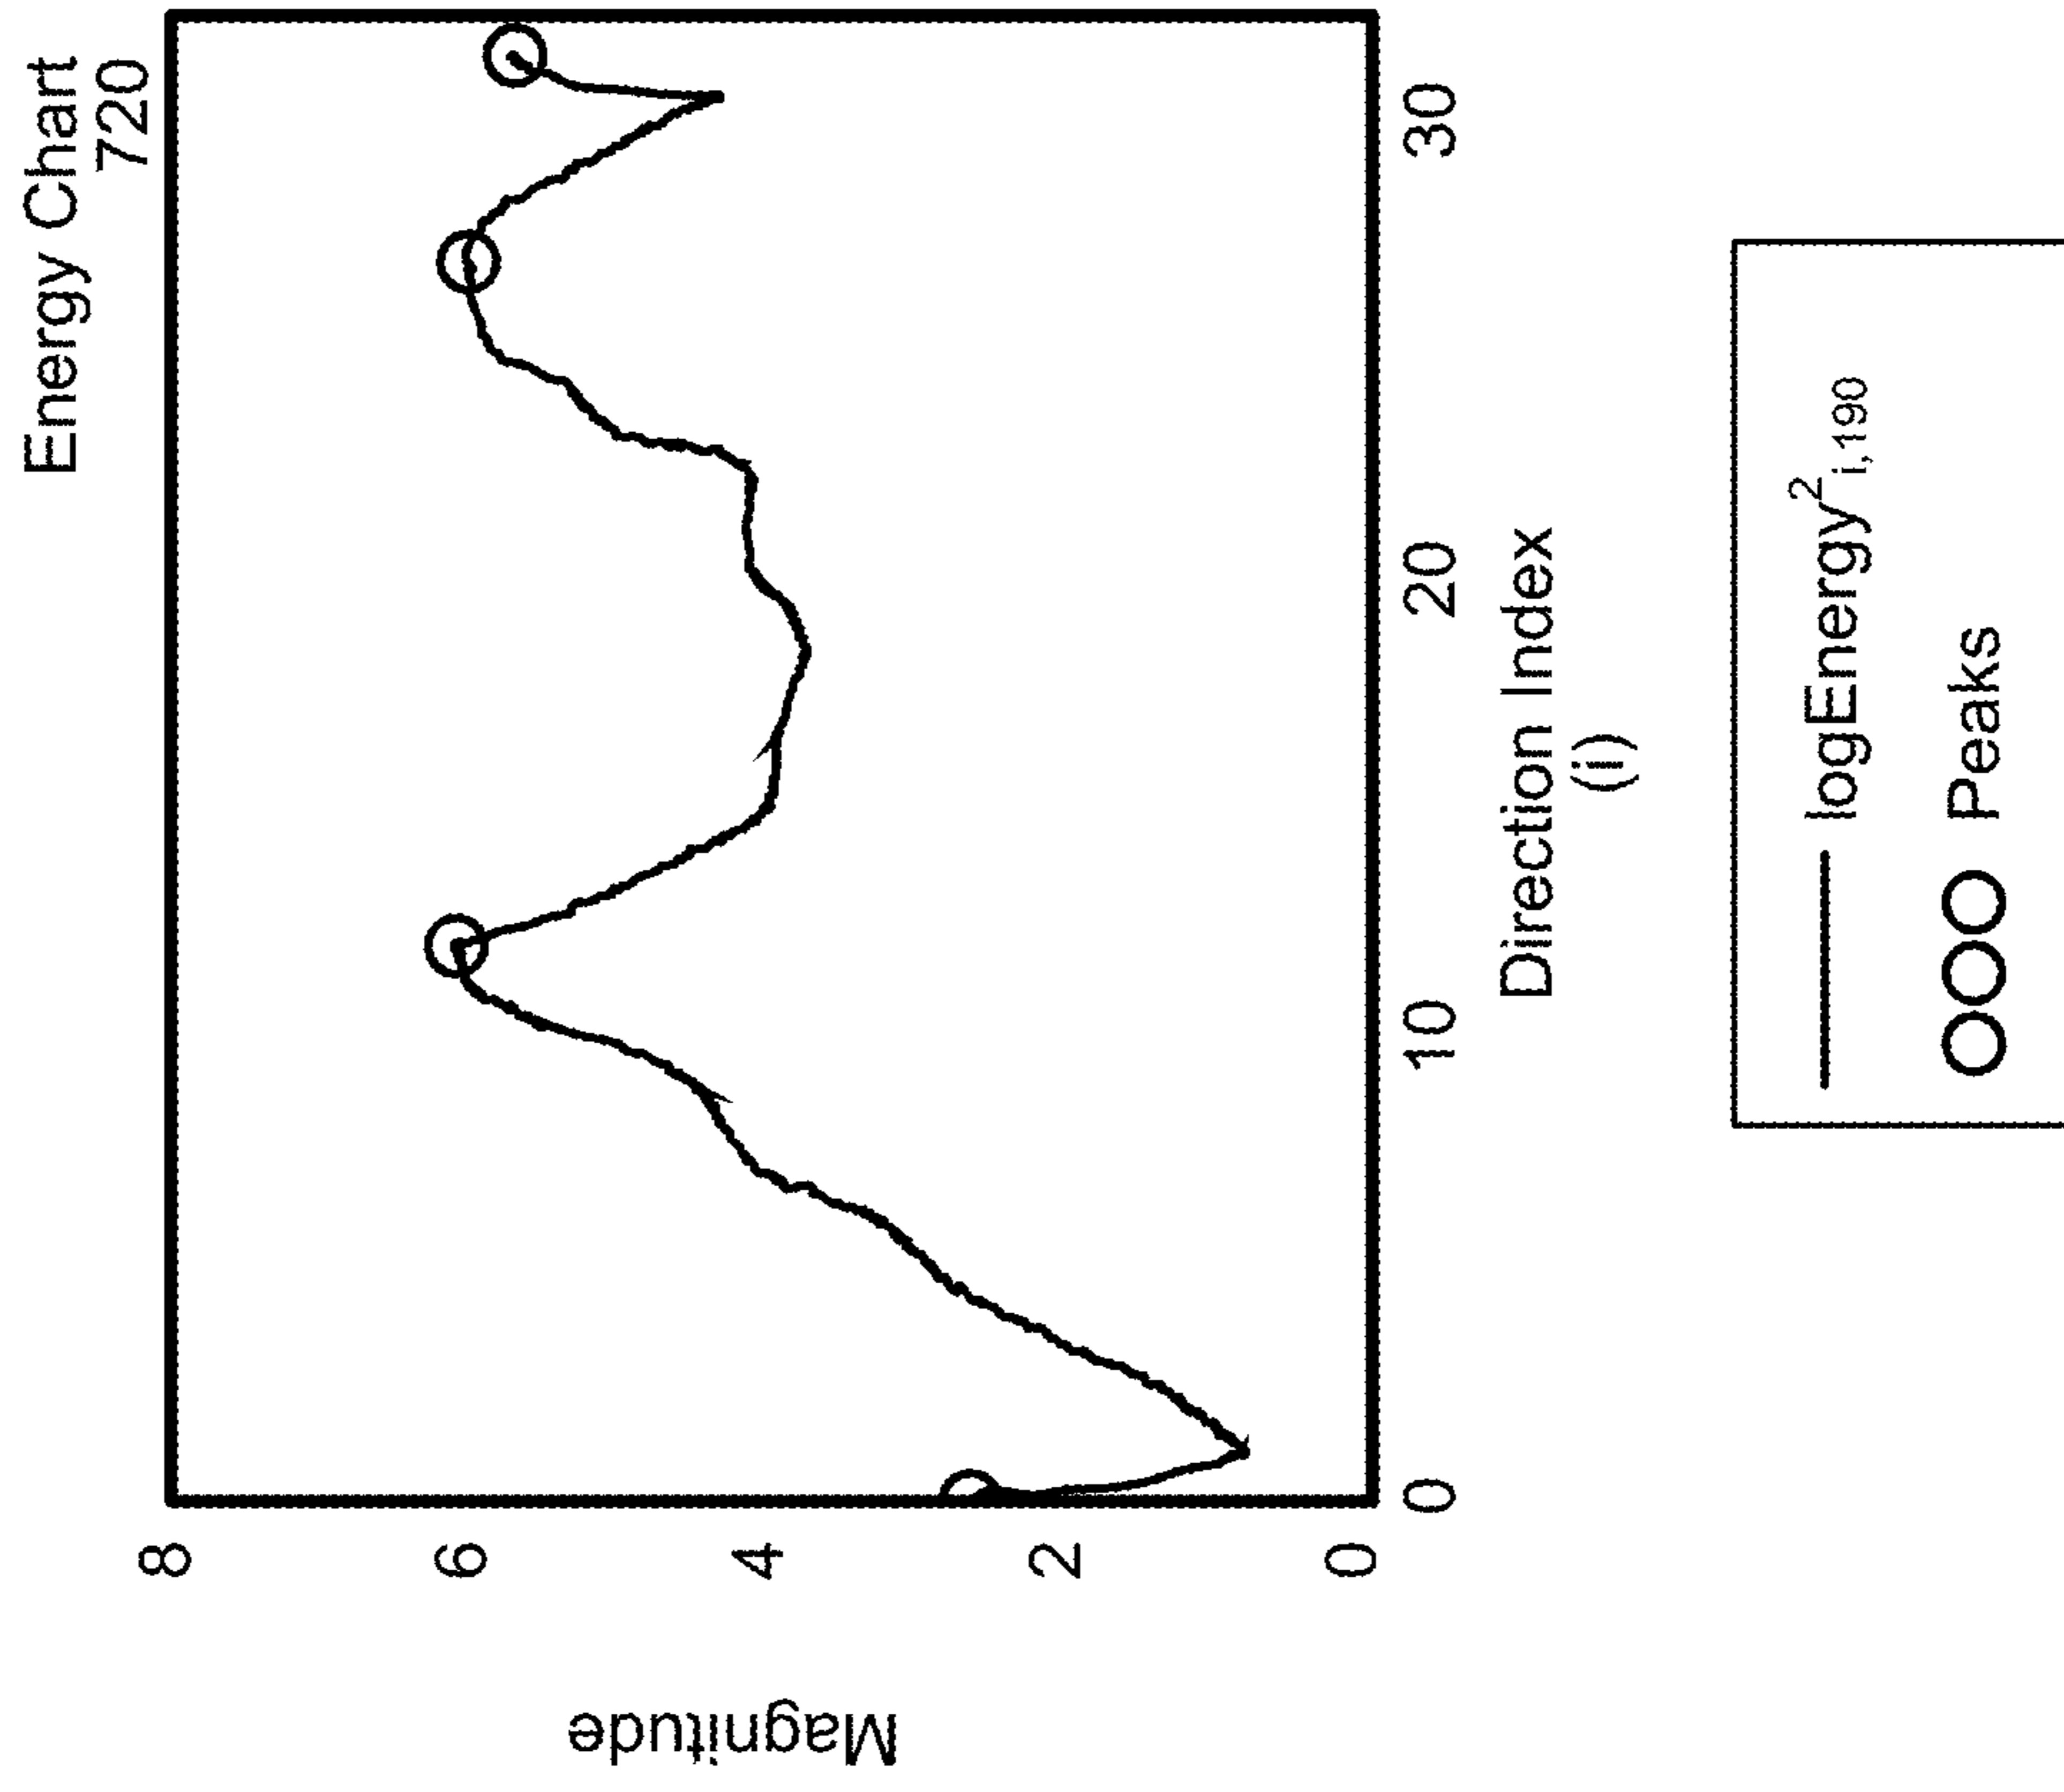 Energy Chart
720
Magnitude
8
6
4
2
0
0
10
20
30
Direction Index
(i)
logEnergy²i,190
Peaks